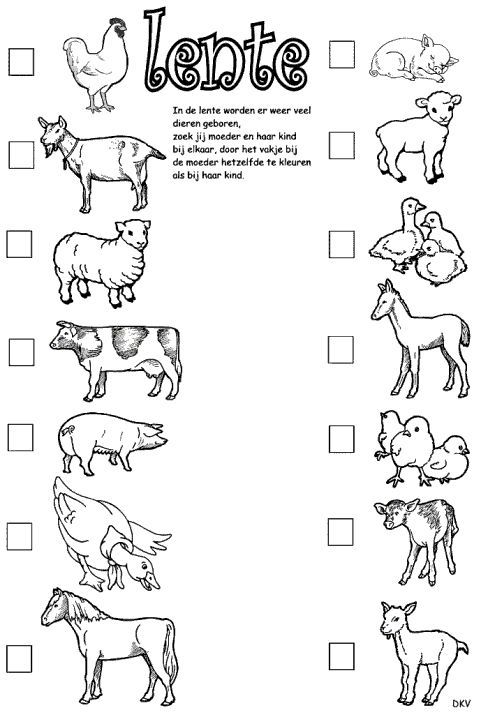 lente
In de lente worden er weer veel
dieren geboren,
zoek jij moeder en haar kind
bij elkaar, door het vakje bij
de moeder hetzelfde te kleuren
als bij haar kind.
DKV